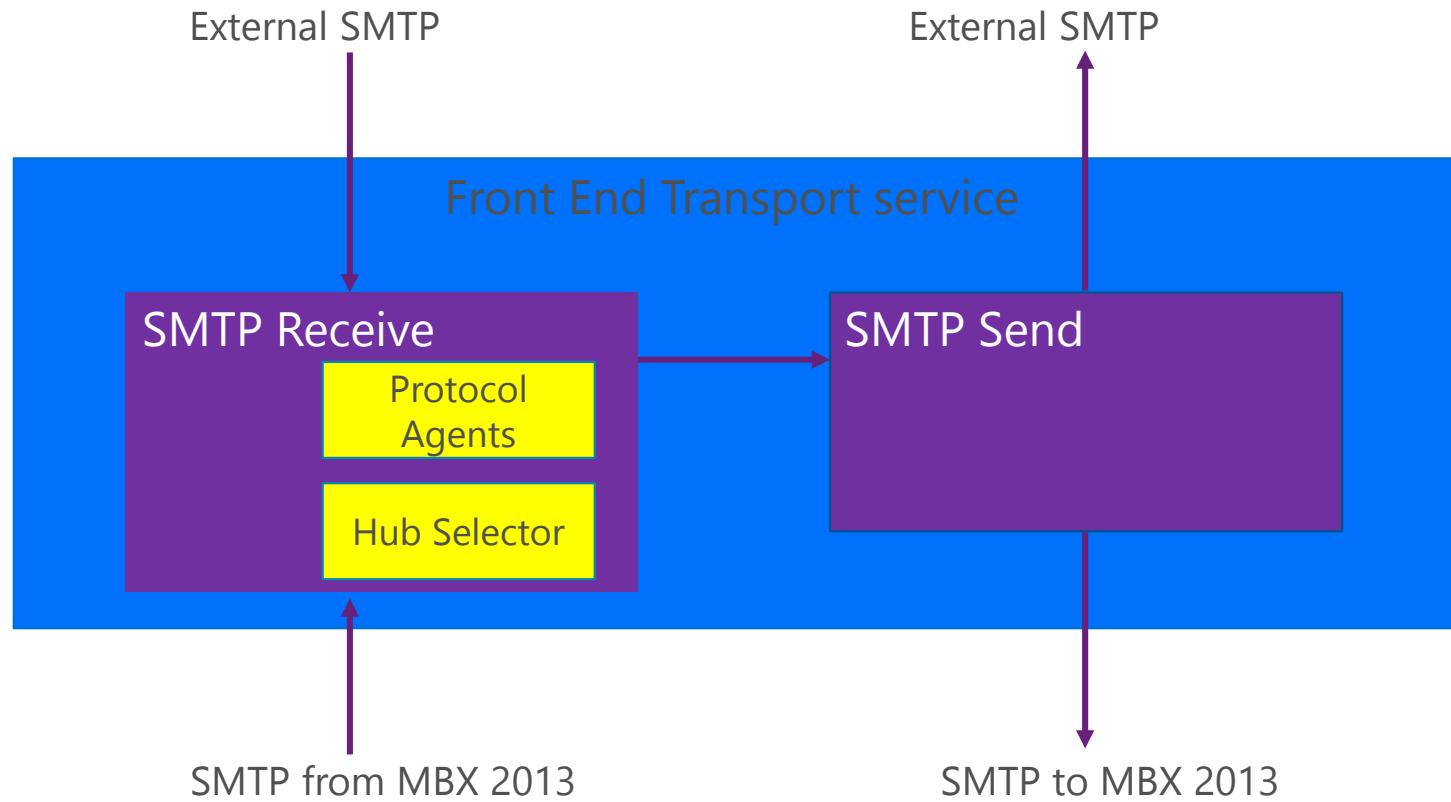 External SMTP
External SMTP
Front End Transport service
SMTP Receive
SMTP Send
Protocol
Agents
Hub Selector
SMTP from MBX 2013
SMTP to MBX 2013